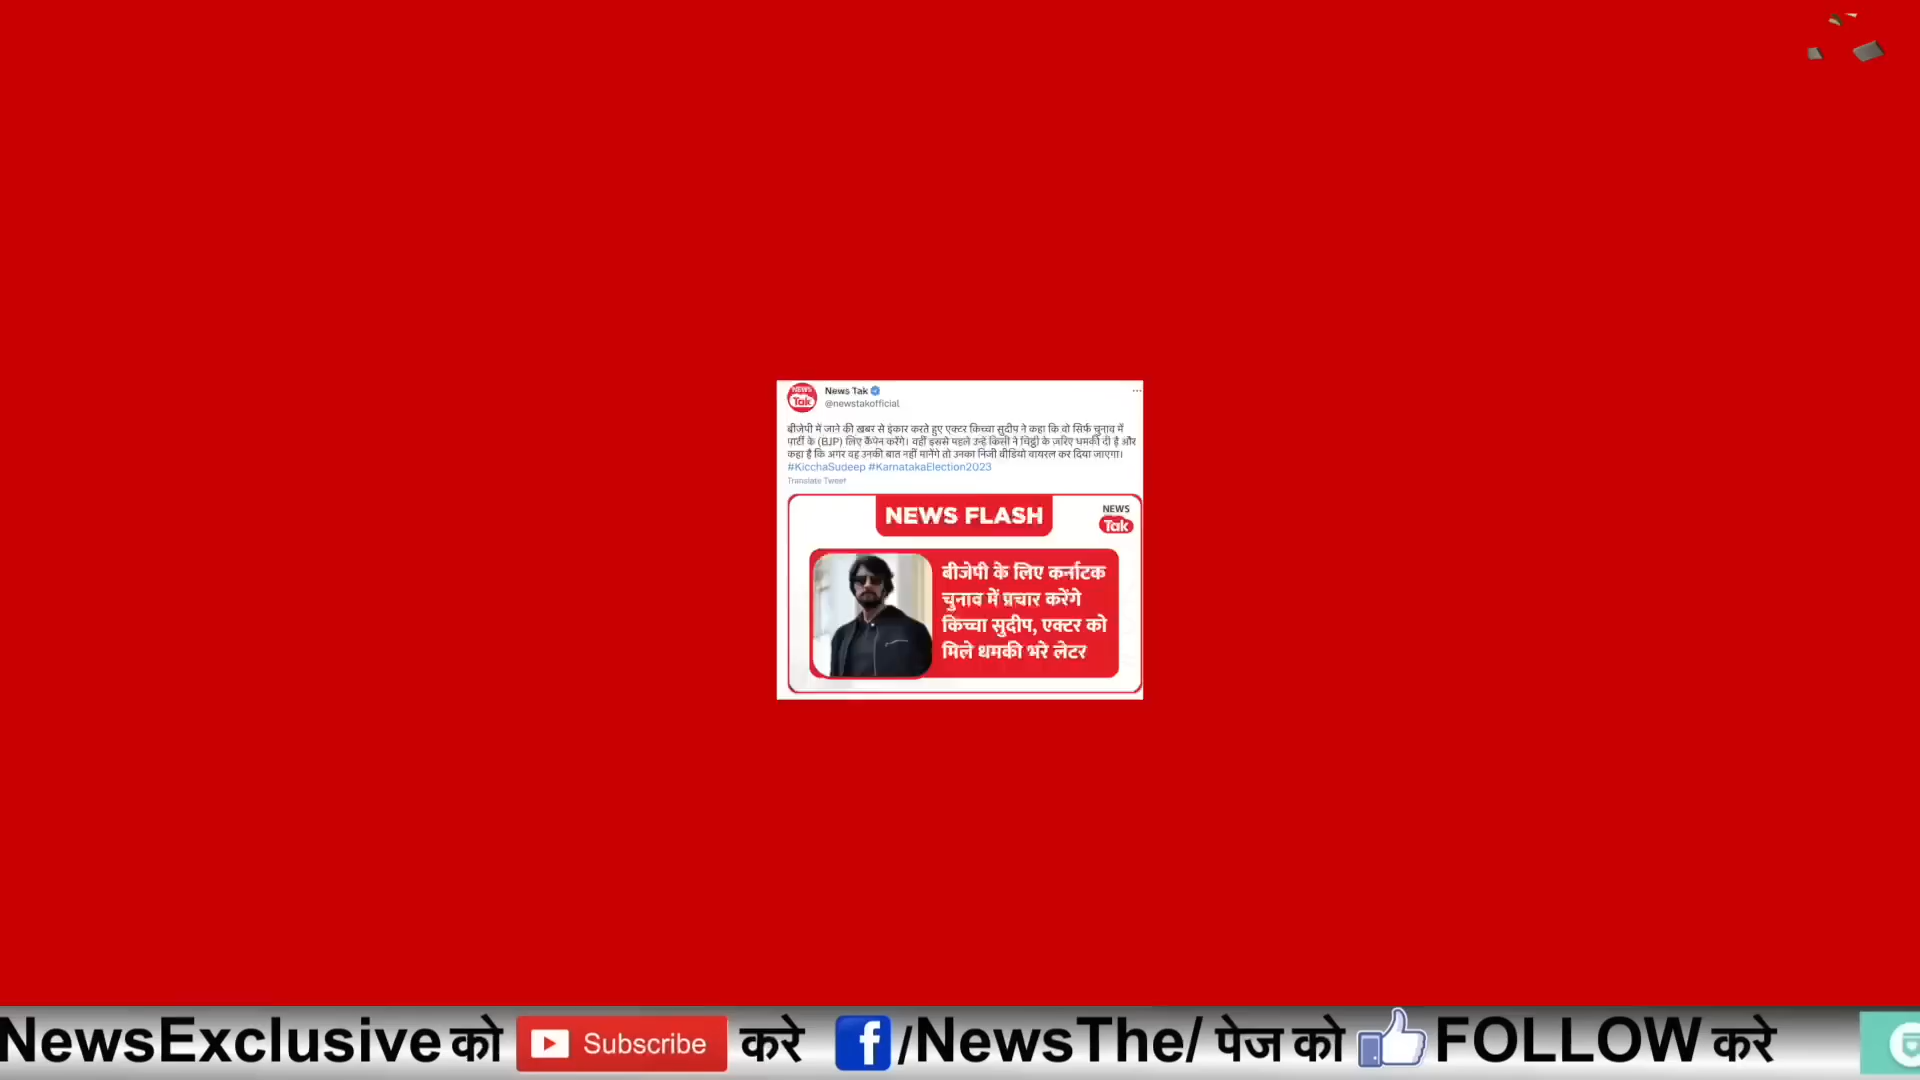 NEWS
Tak
News Tak
@newstakofficial
बीजेपी में जाने की खबर से इंकार करते हुए एक्टर किच्चा सुदीप ने कहा कि वो सिर्फ चुनाव में
पार्टी के (BJP) लिए कैंपेन करेंगे। वहीं इससे पहले उन्हें किसी ने चिट्ठी के जरिए धमकी दी है और
कहा है कि अगर वह उनकी बात नहीं मानेंगे तो उनका निजी वीडियो वायरल कर दिया जाएगा।
#KicchaSudeep #KarnatakaElection2023
Translate Tweet
NEWS FLASH
NEWS
Tak
बीजेपी के लिए कर्नाटक
चुनाव में प्रचार करेंगे
किच्चा सुदीप, एक्टर को
मिले धमकी भरे लेटर
NewsExclusive को Subscribe करे f/NewsThe/ पेज को FOLLOW करे